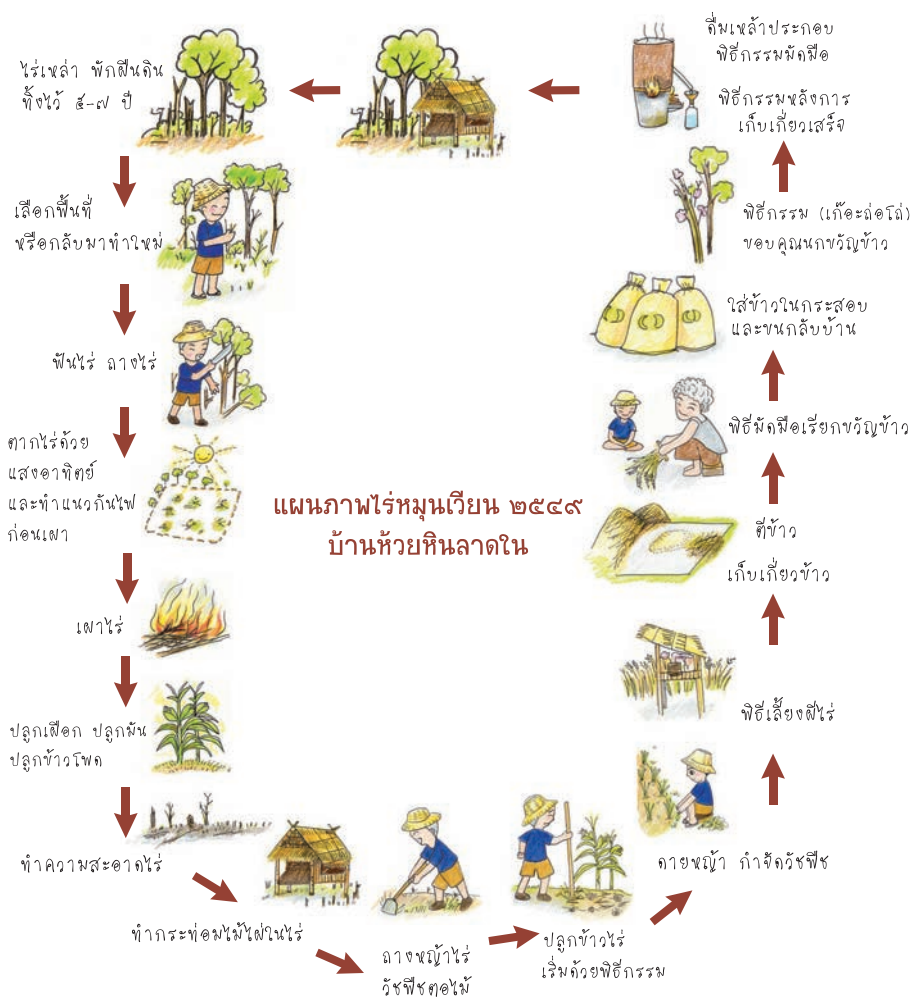 ไร่เหล่า พักฝืนดิน
ทิ้งไว้ ๕-๗ ปี
เลือกพื้นที่
หรือกลับมาทำใหม่
ฟันไร่ ถางไร่
ตากไร่ด้วย
แสงอาทิตย์
และทำแนวกันไฟ
ก่อนเผา
เผาไร่
ปลูกเผือก ปลูกมัน
ปลูกข้าวโพด
ทำความสะอาดไร่
ทำกระท่อมไม้ไผ่ในไร่
ถางหญ้าไร่
วัชพืชตอไม้
ปลูกข้าวไร่
เริ่มด้วยพิธีกรรม
ดายหญ้า กำจัดวัชพืช
พิธีเลี้ยงผีไร่
เก็บเกี่ยวข้าว
ตีข้าว
พิธีมัดมือเรียกขวัญข้าว
ใส่ข้าวในกระสอบ
และขนกลับบ้าน
พิธีกรรม (เก๊อะถ่อโถ่)
ขอบคุณนกขวัญข้าว
พิธีกรรมหลังการ
เก็บเกี่ยวเสร็จ
ดื่มเหล้าประกอบ
พิธีกรรมมัดมือ
แผนภาพไร่หมุนเวียน ๒๕๔๙
บ้านห้วยหินลาดใน